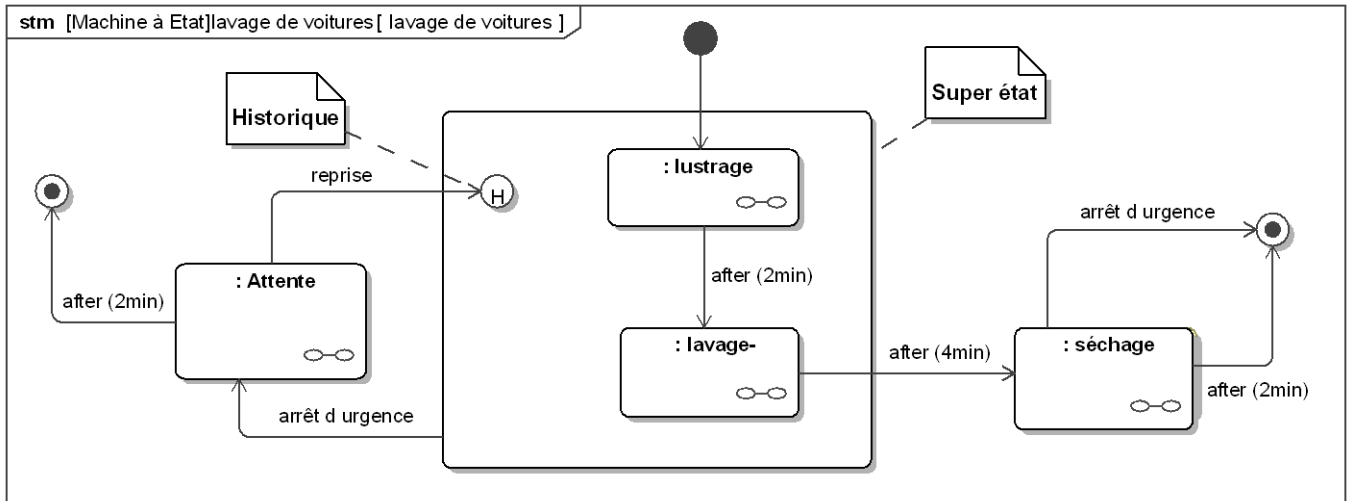 stm [Machine à Etat]lavage de voitures[ lavage de voitures ]
Historique
Super état
: lustrage
reprise
H
arrêt d urgence
: Attente
after (2min)
after (2min)
: lavage-
after (4min)
: séchage
after (2min)
arrêt d urgence